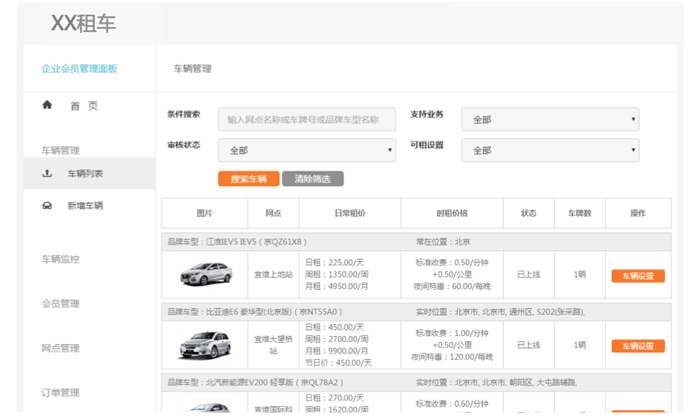 XX租车
企业会员管理面板
车辆管理
首 页
车辆管理
车辆列表
新增车辆
车辆监控
会员管理
网点管理
订单管理
条件搜索
输入网点名称或车牌号或品牌车型名称
支持业务
全部
审核状态
全部
可租设置
全部
搜索车辆
清除筛选
图片 网点 日常租价 时租价格 状态 车牌数 操作
品牌车型：江淮IEV5 IEV5 ( 京QZ61X8 ) 常在位置：北京
宜维上地站
日租：225.00/天
周租：1350.00/周
月租：4950.00/月
标准收费：0.50/分钟
+0.50/公里
夜间特惠：60.00/每晚
已上线
1辆
车辆设置
品牌车型：比亚迪E6 豪华型(北京版) ( 京NT55A0 ) 实时位置：北京市, 北京市, 通州区, S202(张采路),
宜维大望桥
站
日租：450.00/天
周租：2700.00/周
月租：9900.00/月
节日价：450.00/天
标准收费：1.00/分钟
+0.50/公里
夜间特惠：120.00/每晚
已上线
1辆
车辆设置
品牌车型：北汽新能源EV200 轻享版 ( 京QL78A2 ) 实时位置：北京市, 北京市, 朝阳区, 大屯路辅路,
宜维国际科
日租：270.00/天
周租：1620.00/周
标准收费：0.60/分钟
+0.50/公里